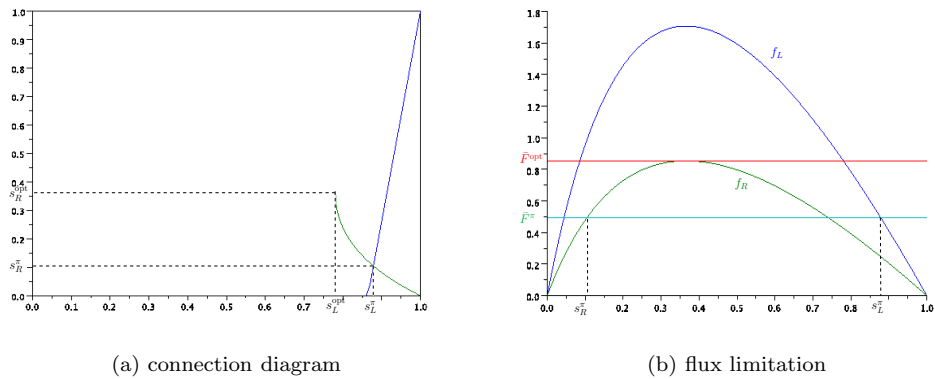 1.0
0.9
0.8
0.7
0.6
0.5
0.4
s_R^opt
0.3
0.2
s_R^π
0.1
0.0
0.0 0.1 0.2 0.3 0.4 0.5 0.6 0.7 s_L^opt s_L^π 1.0
(a) connection diagram
1.8
1.6
f_L
1.4
1.2
1.0
F̄^opt
0.8
f_R
0.6
F̄^π
0.4
0.2
0.0
0.0 s_R^π 0.2 0.3 0.4 0.5 0.6 0.7 0.8 s_L^π 1.0
(b) flux limitation